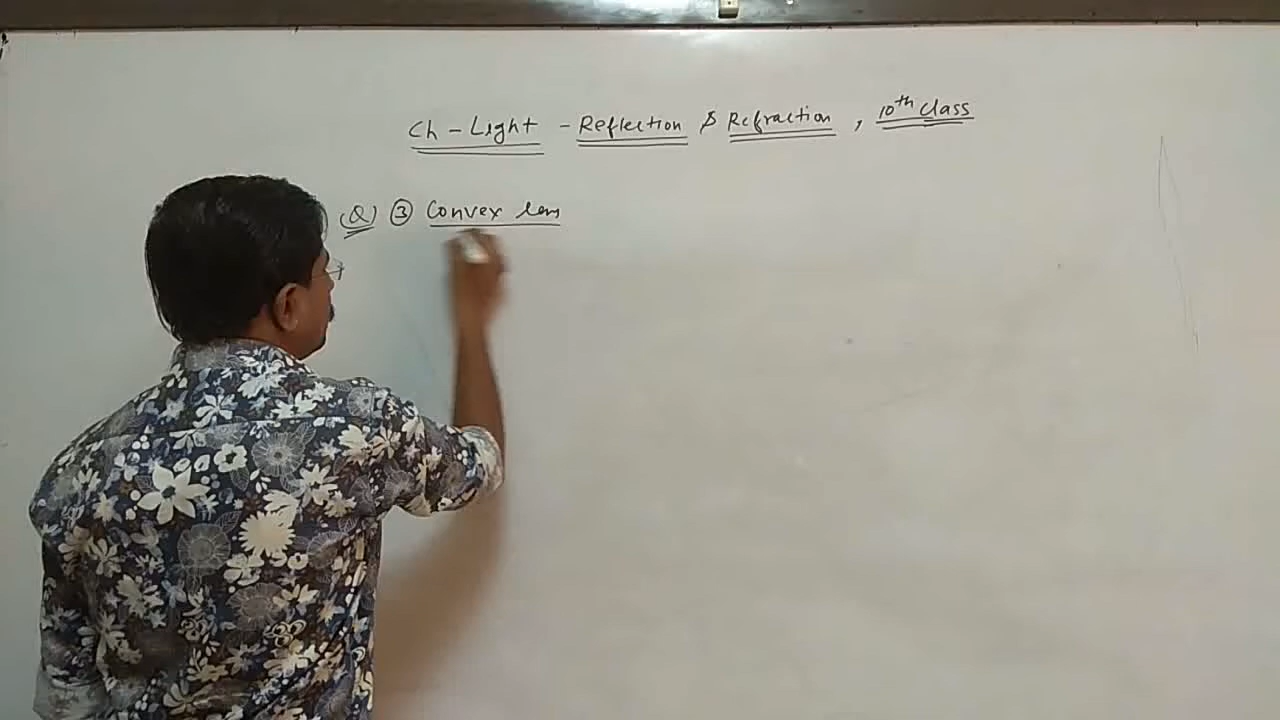 Ch - Light - Reflection & Refraction, 10th Class
(Q) ③ Convex lens